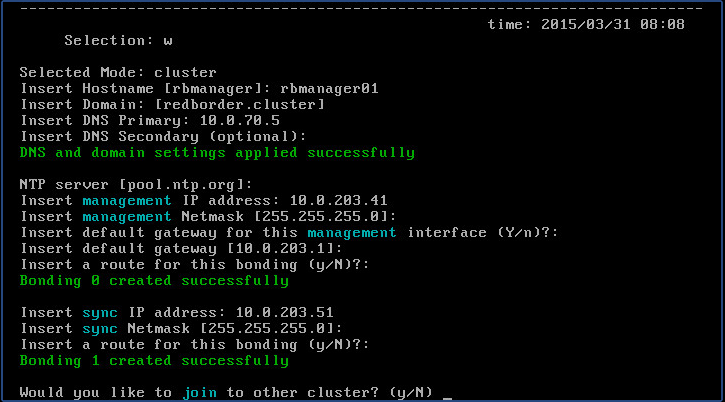 time: 2015/03/31 08:08
Selection: w
Selected Mode: cluster
Insert Hostname [rbmanager]: rbmanager01
Insert Domain: [redborder.cluster]
Insert DNS Primary: 10.0.70.5
Insert DNS Secondary (optional):
DNS and domain settings applied successfully
NTP server [pool.ntp.org]:
Insert management IP address: 10.0.203.41
Insert management Netmask [255.255.255.0]:
Insert default gateway for this management interface (Y/n)?:
Insert default gateway [10.0.203.1]:
Insert a route for this bonding (y/N)?:
Bonding 0 created successfully
Insert sync IP address: 10.0.203.51
Insert sync Netmask [255.255.255.0]:
Insert a route for this bonding (y/N)?:
Bonding 1 created successfully
Would you like to join to other cluster? (y/N) _